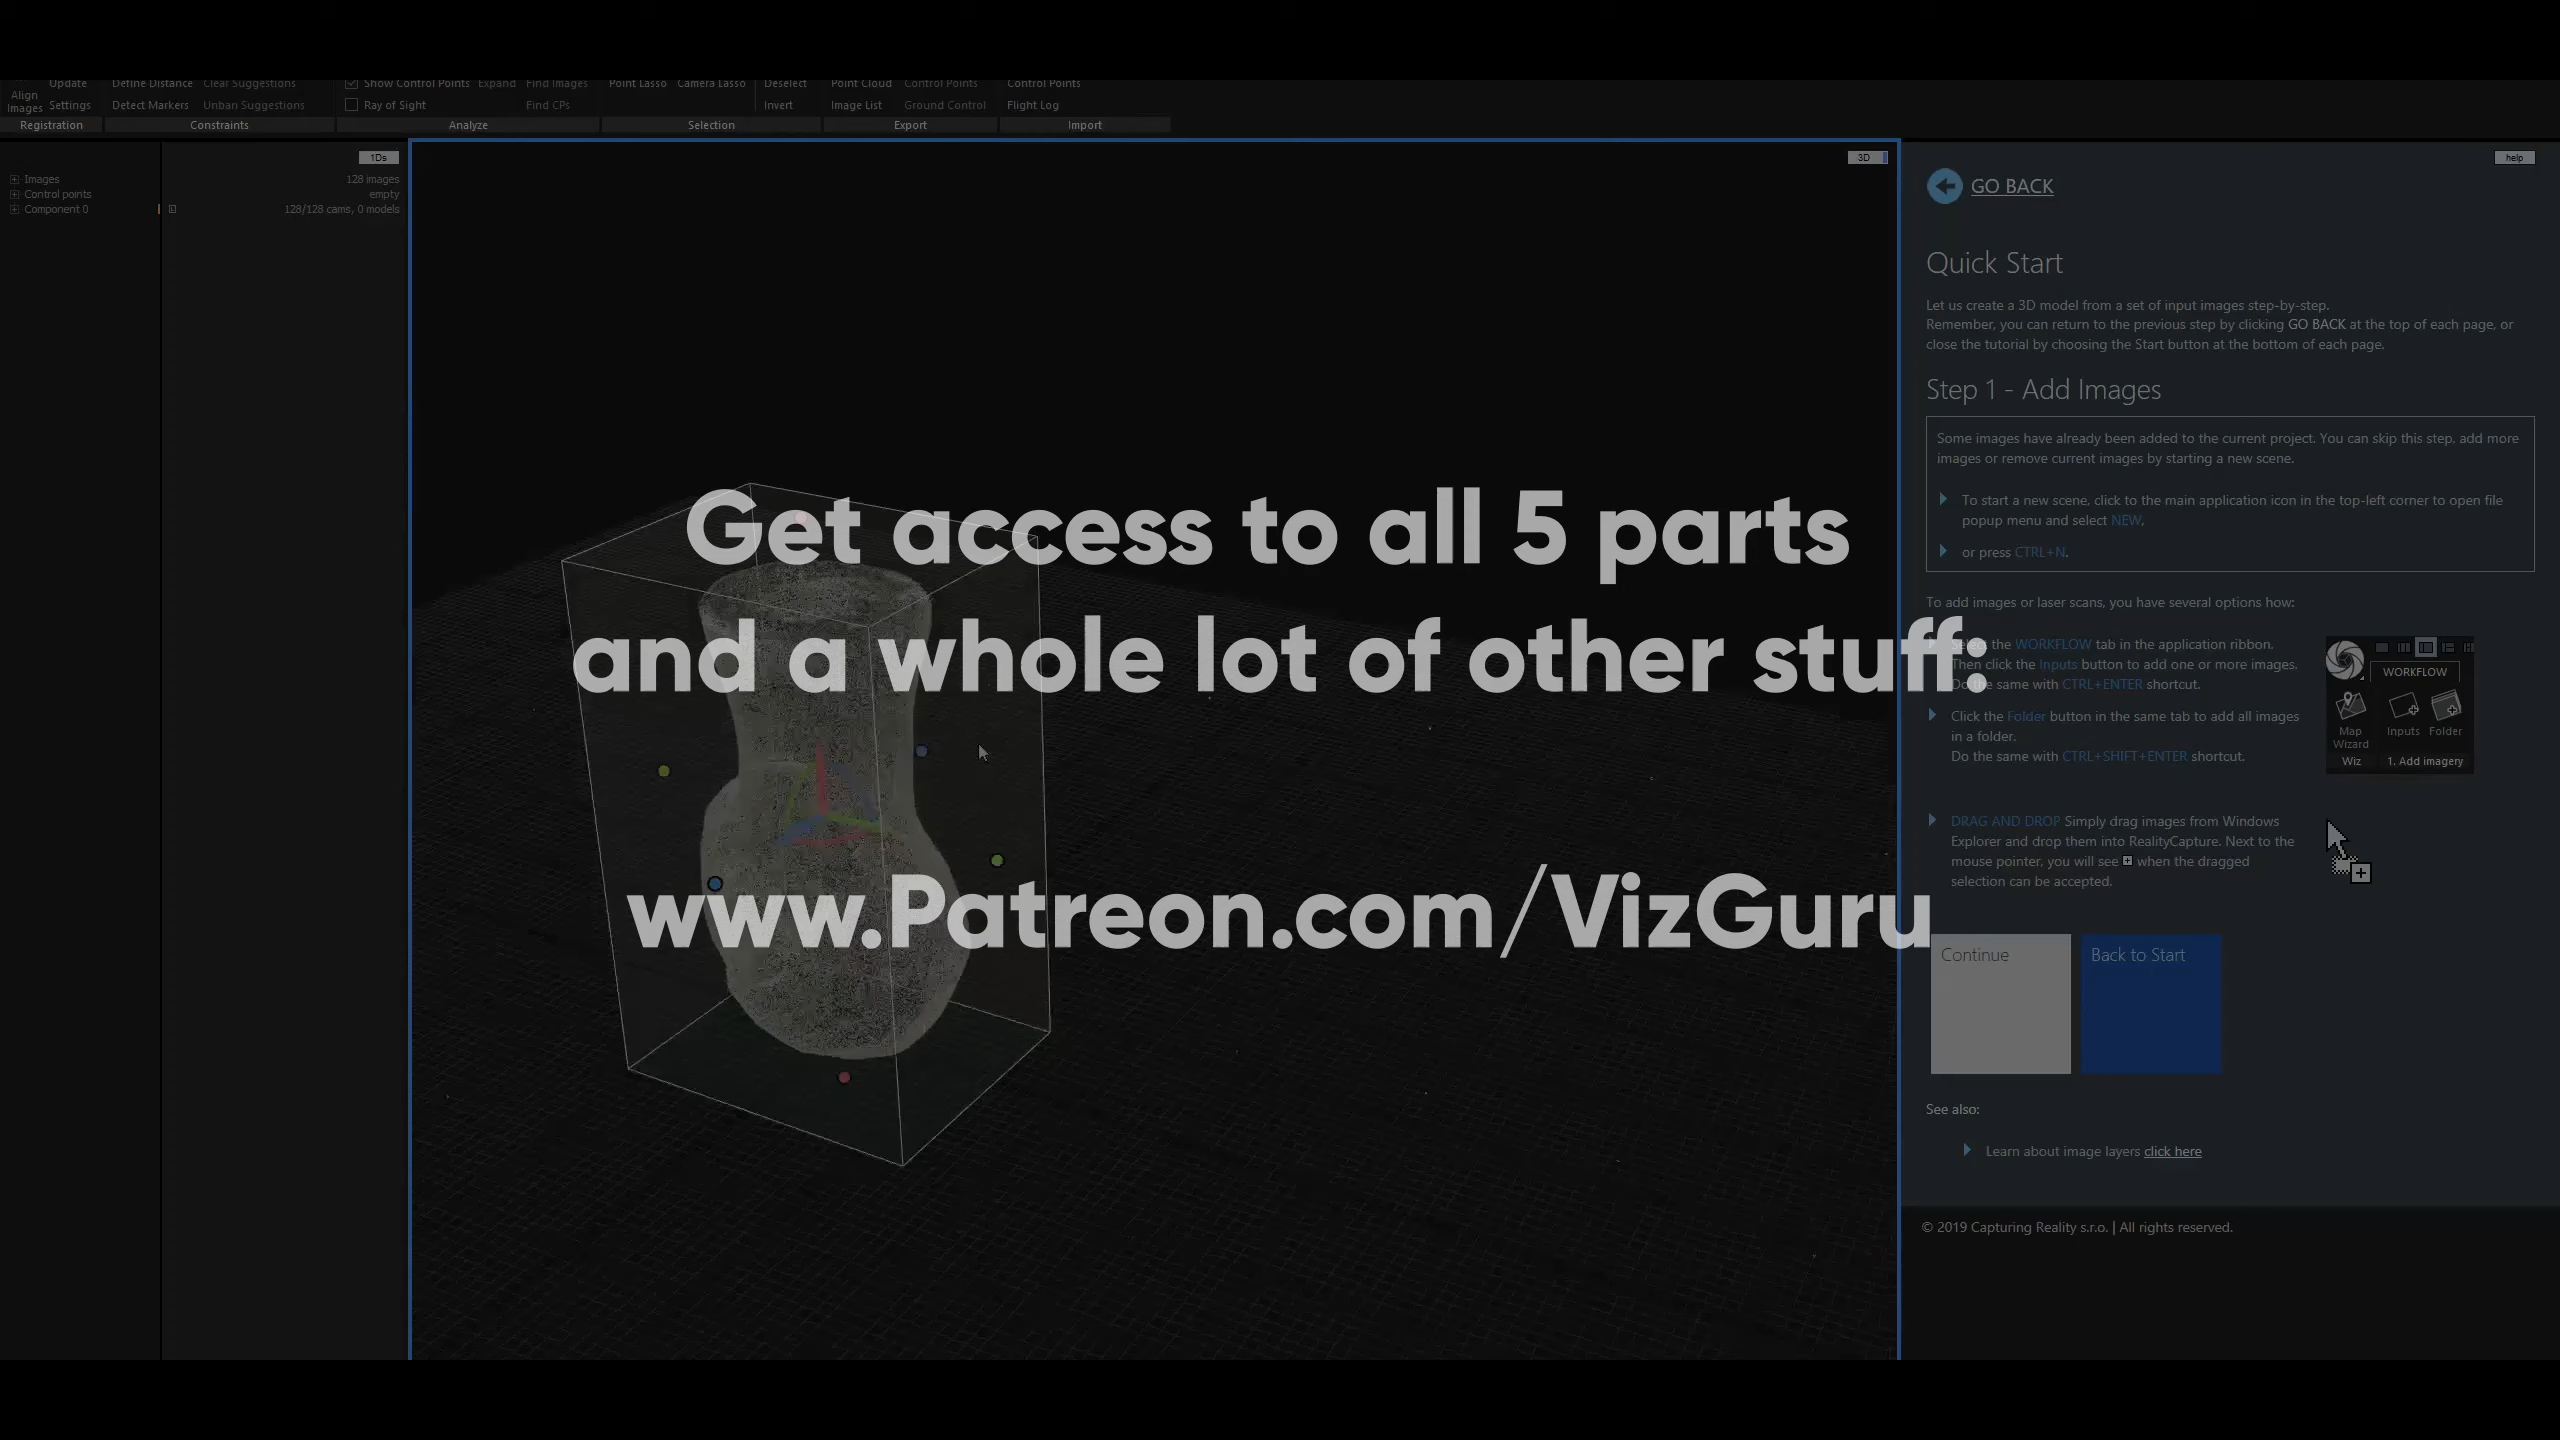 Update
Define Distance
Clear Suggestions
Show Control Points
Expand
Find Images
Point Lasso
Camera Lasso
Deselect
Point Cloud
Control Points
Control Points
Align
Images
Settings
Detect Markers
Unban Suggestions
Ray of Sight
Find CPs
Invert
Image List
Ground Control
Flight Log
Registration
Constraints
Analyze
Selection
Export
Import
1Ds
3D
help
Images
128 images
Control points
empty
Component 0
128/128 cams, 0 models
Get access to all 5 parts
and a whole lot of other stuff:
www.Patreon.com/VizGuru
GO BACK
Quick Start
Let us create a 3D model from a set of input images step-by-step.
Remember, you can return to the previous step by clicking GO BACK at the top of each page, or
close the tutorial by choosing the Start button at the bottom of each page.
Step 1 - Add Images
Some images have already been added to the current project. You can skip this step, add more
images or remove current images by starting a new scene.
To start a new scene, click to the main application icon in the top-left corner to open file
popup menu and select NEW,
or press CTRL+N.
To add images or laser scans, you have several options how:
Select the WORKFLOW tab in the application ribbon.
Then click the Inputs button to add one or more images.
Do the same with CTRL+ENTER shortcut.
Click the Folder button in the same tab to add all images
in a folder.
Do the same with CTRL+SHIFT+ENTER shortcut.
WORKFLOW
Map
Wizard
Inputs
Folder
Wiz
1. Add imagery
DRAG AND DROP Simply drag images from Windows
Explorer and drop them into RealityCapture. Next to the
mouse pointer, you will see when the dragged
selection can be accepted.
Continue
Back to Start
See also:
Learn about image layers click here
© 2019 Capturing Reality s.r.o. | All rights reserved.